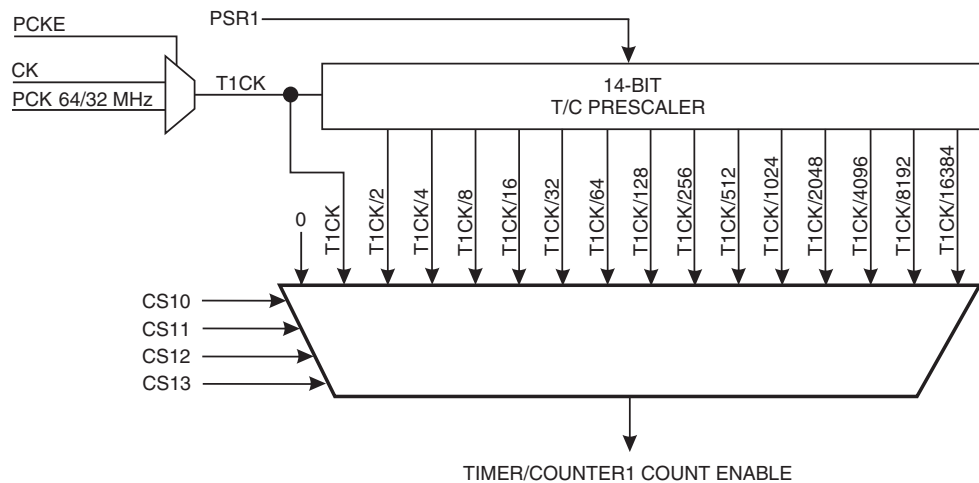 PSR1
PCKE
CK
PCK 64/32 MHz
T1CK
14-BIT
T/C PRESCALER
0
T1CK
T1CK/2
T1CK/4
T1CK/8
T1CK/16
T1CK/32
T1CK/64
T1CK/128
T1CK/256
T1CK/512
T1CK/1024
T1CK/2048
T1CK/4096
T1CK/8192
T1CK/16384
CS10
CS11
CS12
CS13
TIMER/COUNTER1 COUNT ENABLE